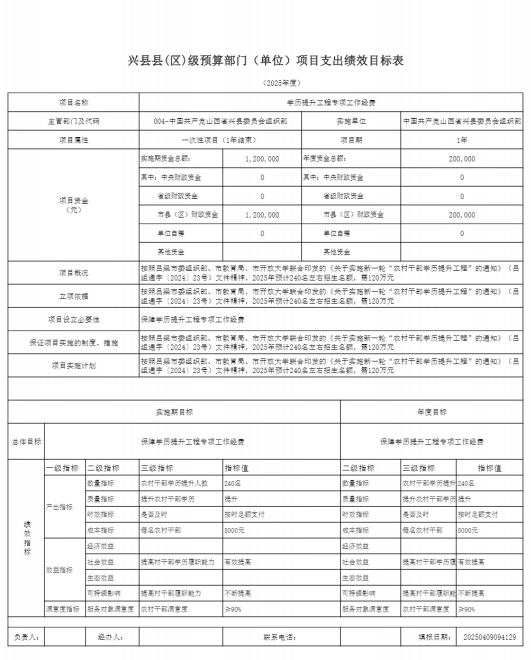 兴县县(区)级预算部门（单位）项目支出绩效目标表
（2025年度）
项目名称 学历提升工程专项工作经费
主管部门及代码 004-中国共产党山西省兴县委员会组织部 实施单位 中国共产党山西省兴县委员会组织部
项目属性 一次性项目（1年结束） 项目期 1年
项目资金（元）
实施期资金总额： 1,200,000 年度资金总额： 200,000
其中：中央财政资金 0 其中：中央财政资金 0
省级财政资金 0 省级财政资金 0
市县（区）财政资金 1,200,000 市县（区）财政资金 200,000
单位自筹 0 单位自筹 0
其他资金 其他资金
项目概况 按照吕梁市委组织部、市教育局、市开放大学联合印发的《关于实施新一轮“农村干部学历提升工程”的通知》（吕
组通字〔2024〕23号）文件精神，2025年预计240名左右招生名额，需120万元
立项依据 按照吕梁市委组织部、市教育局、市开放大学联合印发的《关于实施新一轮“农村干部学历提升工程”的通知》（吕
组通字〔2024〕23号）文件精神，2025年预计240名左右招生名额，需120万元
项目设立必要性 保障学历提升工程专项工作经费
保证项目实施的制度、措施 按照吕梁市委组织部、市教育局、市开放大学联合印发的《关于实施新一轮“农村干部学历提升工程”的通知》（吕
组通字〔2024〕23号）文件精神，2025年预计240名左右招生名额，需120万元
项目实施计划 按照吕梁市委组织部、市教育局、市开放大学联合印发的《关于实施新一轮“农村干部学历提升工程”的通知》（吕
组通字〔2024〕23号）文件精神，2025年预计240名左右招生名额，需120万元
实施期目标 年度目标
总体目标 保障学历提升工程专项工作经费 保障学历提升工程专项工作经费
绩效指标
一级指标 二级指标 三级指标 指标值 二级指标 三级指标 指标值
产出指标
数量指标 农村干部学历提升人数 240名 数量指标 农村干部学历提升 240名
质量指标 提升农村干部学历 提升 质量指标 提升农村干部学历 提升
时效指标 是否及时 按时足额支付 时效指标 是否及时 按时足额支付
成本指标 每名农村干部 5000元 成本指标 每名农村干部 5000元
效益指标
经济效益 经济效益
社会效益 提高村干部学历履职能力 有效提高 社会效益 提高村干部学历履 有效提高
生态效益 生态效益
可持续影响 提高村干部履职能力 不断提高 可持续影响 提高村干部履职能 不断提高
满意度指标 服务对象满意度 农村干部满意度 ≥90% 服务对象满意度 农村干部满意度 ≥90%
负责人： 经办人： 联系电话： 填报日期： 20250409094129